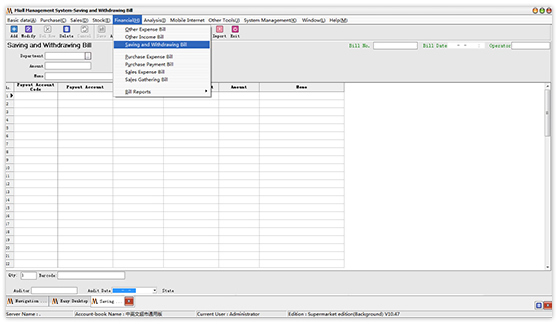 Mall Management System-Saving and Withdrawing Bill
Basic data(A) Purchase(C) Sales(D) Stock(E) Financial(H) Analysis(J) Mobile Internet Other Tools(J) System Management(X) Window(L) Help(M)
Add Modify Delete Cancel Save Import Exit
Other Expense Bill
Other Income Bill
Saving and Withdrawing Bill
Purchase Expense Bill
Purchase Payment Bill
Sales Expense Bill
Sales Gathering Bill
Bill Reports
Saving and Withdrawing Bill
Bill No. Bill Date - - Operator
Department
Amount
Memo
Payout Account Code Payout Account Amount Memo
1
2
3
4
5
6
7
8
9
10
11
12
13
14
15
16
17
18
19
20
21
22
Qty: 1 Barcode
Auditor Audit Date - - State
Navigation Easy Desktop Saving
Server Name : . Account-book Name : 中英文超市通用版 Current User : Administrator Edition : Supermarket edition(Background) V10.47